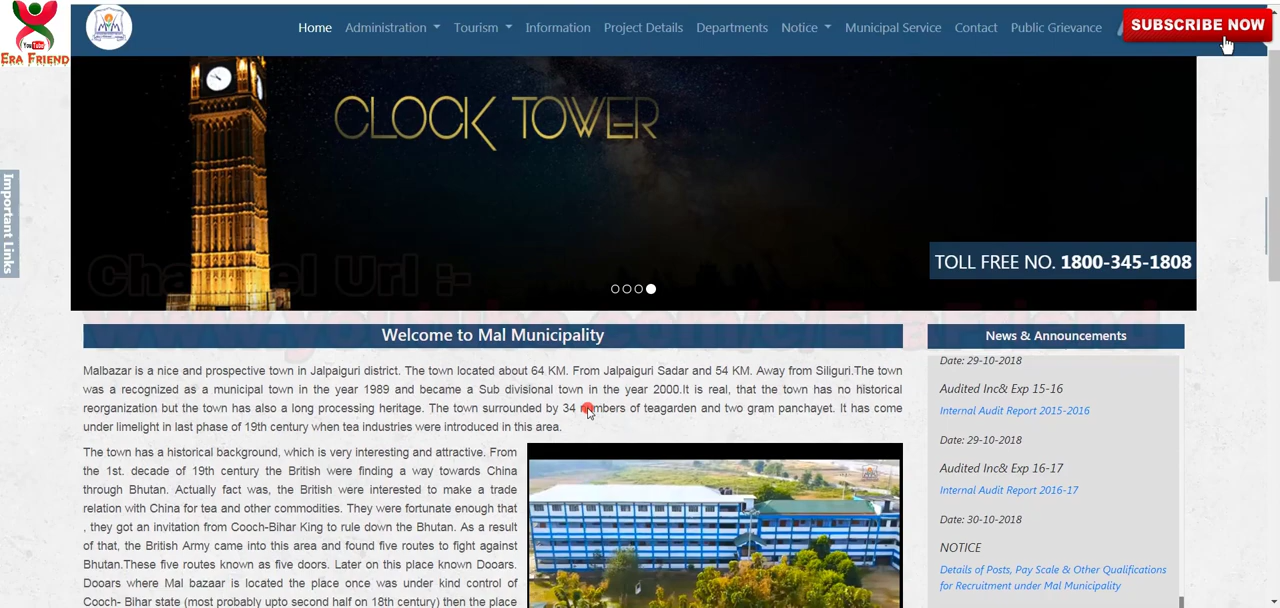 Home Administration Tourism Information Project Details Departments Notice Municipal Service Contact Public Grievance
SUBSCRIBE NOW
You Tube
ERA FRIEND
CLOCK TOWER
Important Links
TOLL FREE NO. 1800-345-1808
Channel Url :-
www.youtube.com/c/EraFriend
Welcome to Mal Municipality
Malbazar is a nice and prospective town in Jalpaiguri district. The town located about 64 KM. From Jalpaiguri Sadar and 54 KM. Away from Siliguri.The town
was a recognized as a municipal town in the year 1989 and became a Sub divisional town in the year 2000.It is real, that the town has no historical
reorganization but the town has also a long processing heritage. The town surrounded by 34 numbers of teagarden and two gram panchayet. It has come
under limelight in last phase of 19th century when tea industries were introduced in this area.
The town has a historical background, which is very interesting and attractive. From
the 1st. decade of 19th century the British were finding a way towards China
through Bhutan. Actually fact was, the British were interested to make a trade
relation with China for tea and other commodities. They were fortunate enough that
, they got an invitation from Cooch-Bihar King to rule down the Bhutan. As a result
of that, the British Army came into this area and found five routes to fight against
Bhutan.These five routes known as five doors. Later on this place known Dooars.
Dooars where Mal bazaar is located the place once was under kind control of
Cooch- Bihar state (most probably upto second half on 18th century) then the place
News & Announcements
Date: 29-10-2018
Audited Inc& Exp 15-16
Internal Audit Report 2015-2016
Date: 29-10-2018
Audited Inc& Exp 16-17
Internal Audit Report 2016-17
Date: 30-10-2018
NOTICE
Details of Posts, Pay Scale & Other Qualifications
for Recruitment under Mal Municipality